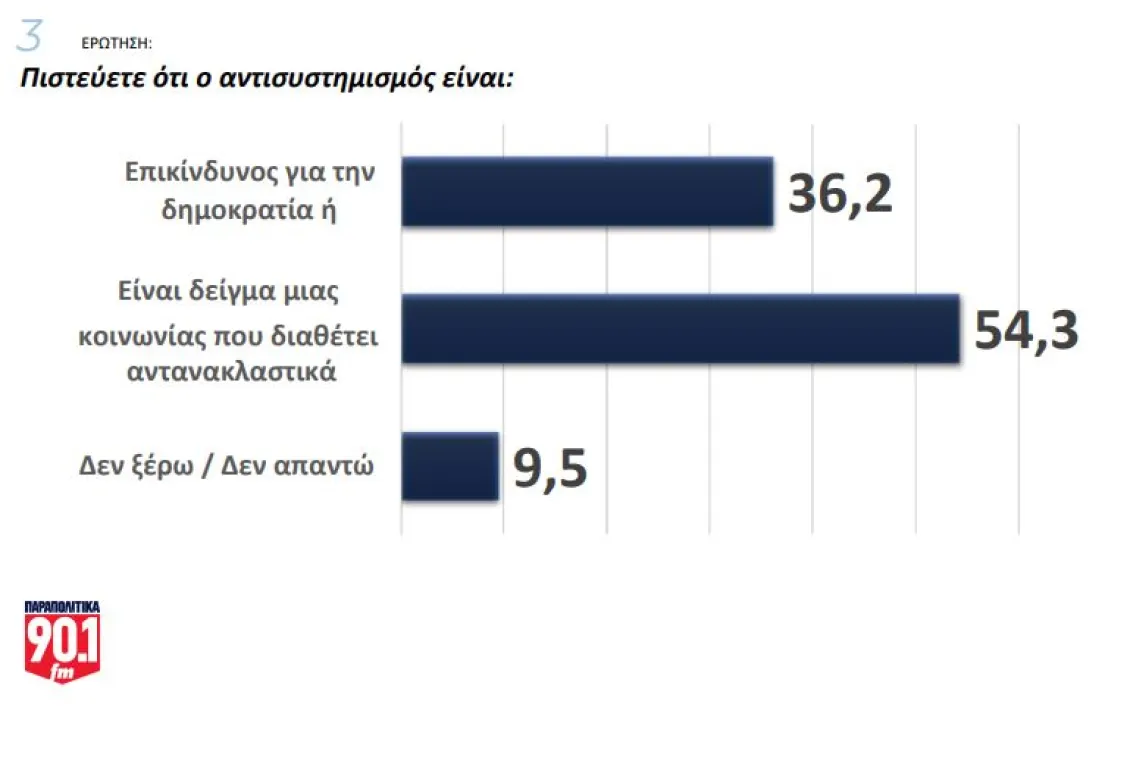 3 ΕΡΩΤΗΣΗ:
Πιστεύετε ότι ο αντισυστημισμός είναι:
Επικίνδυνος για την
δημοκρατία ή
36,2
Είναι δείγμα μιας
κοινωνίας που διαθέτει
αντανακλαστικά
54,3
Δεν ξέρω / Δεν απαντώ
9,5
ΠΑΡΑΠΟΛΙΤΙΚΑ
90.1
fm